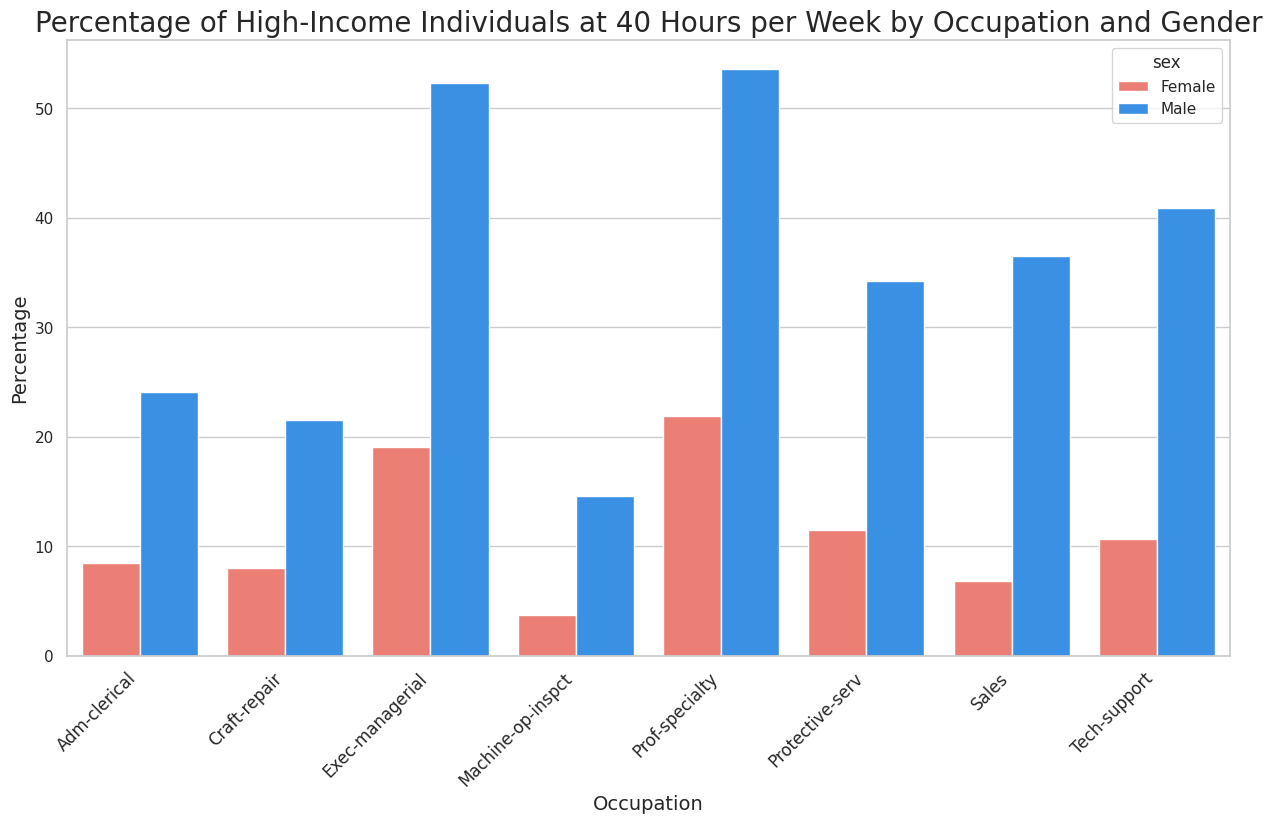 Percentage of High-Income Individuals at 40 Hours per Week by Occupation and Gender
sex
Female
Male
Percentage
50
40
30
20
10
0
Adm-clerical
Craft-repair
Exec-managerial
Machine-op-inspct
Prof-specialty
Protective-serv
Sales
Tech-support
Occupation